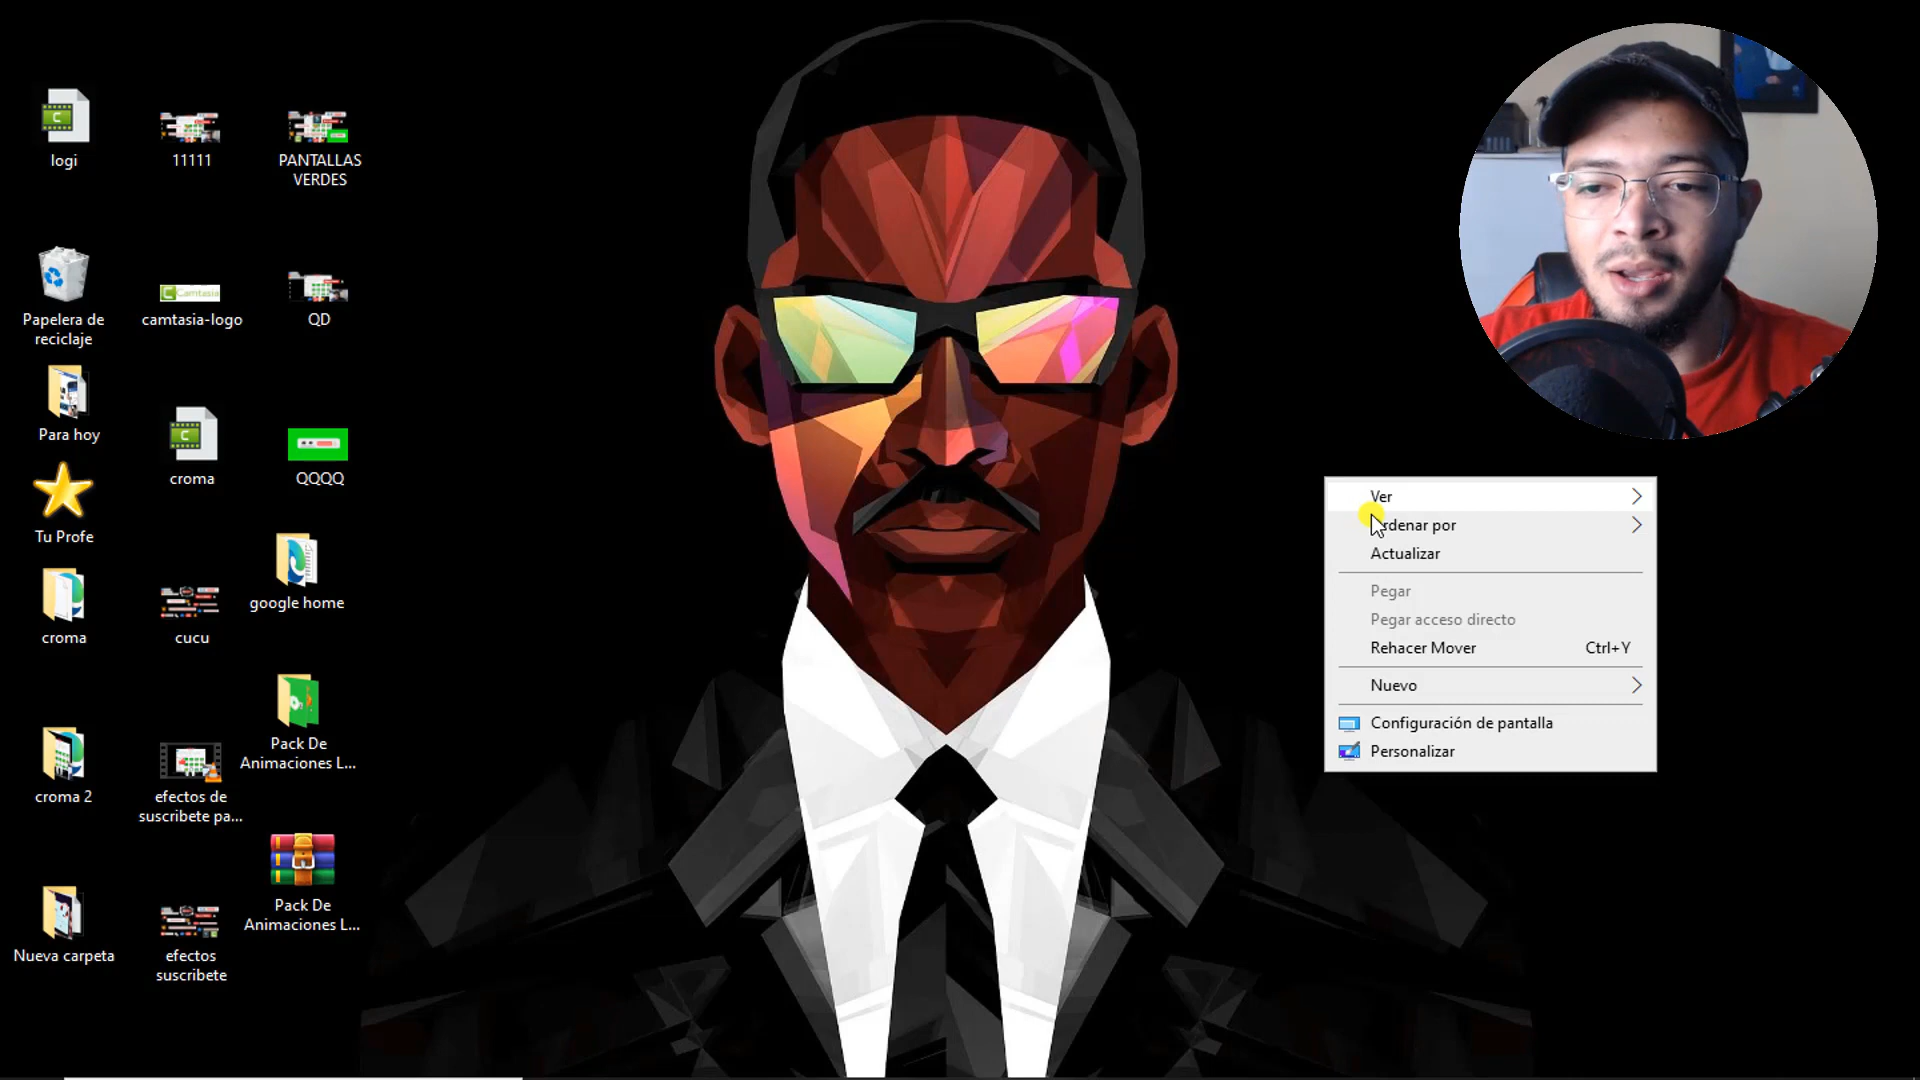 logi
11111
PANTALLAS
VERDES
Papelera de
reciclaje
Camtasia
camtasia-logo
QD
Para hoy
croma
QQQQ
Tu Profe
google home
croma
cucu
Pack De
Animaciones L...
croma 2
efectos de
suscribete pa...
Pack De
Animaciones L...
Nueva carpeta
efectos
suscribete
Ver
rdenar por
Actualizar
Pegar
Pegar acceso directo
Rehacer Mover Ctrl+Y
Nuevo
Configuración de pantalla
Personalizar